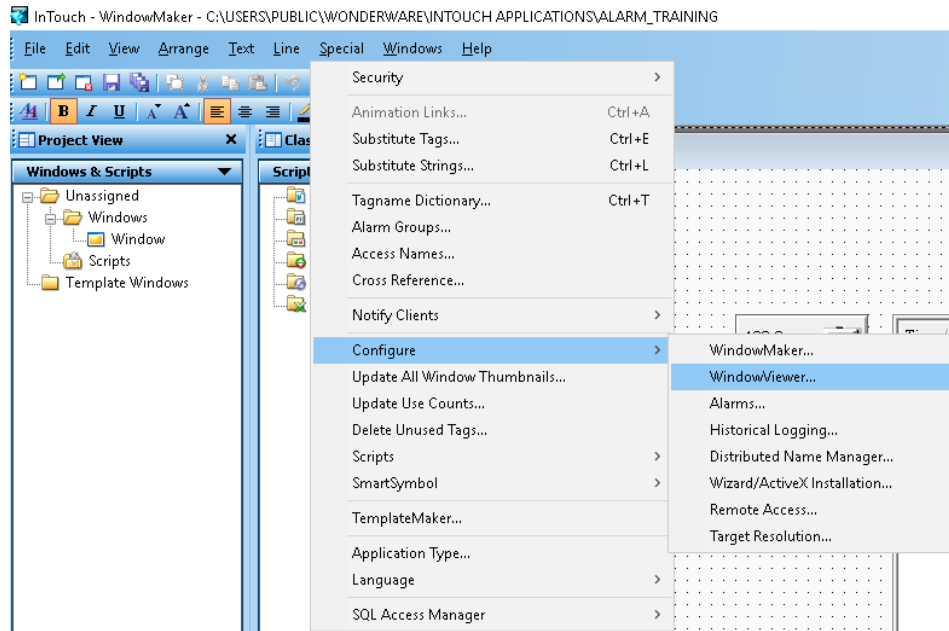 InTouch - WindowMaker - C:\USERS\PUBLIC\WONDERWARE\INTOUCH APPLICATIONS\ALARM_TRAINING
File Edit View Arrange Text Line Special Windows Help
B I U A A
Project View x
Windows & Scripts
Unassigned
Windows
Window
Scripts
Template Windows
Clas
Script
Security
Animation Links... Ctrl+A
Substitute Tags... Ctrl+E
Substitute Strings... Ctrl+L
Tagname Dictionary... Ctrl+T
Alarm Groups...
Access Names...
Cross Reference...
Notify Clients
Configure
Update All Window Thumbnails...
Update Use Counts...
Delete Unused Tags...
Scripts
SmartSymbol
TemplateMaker...
Application Type...
Language
SQL Access Manager
WindowMaker...
WindowViewer...
Alarms...
Historical Logging...
Distributed Name Manager...
Wizard/ActiveX Installation...
Remote Access...
Target Resolution...